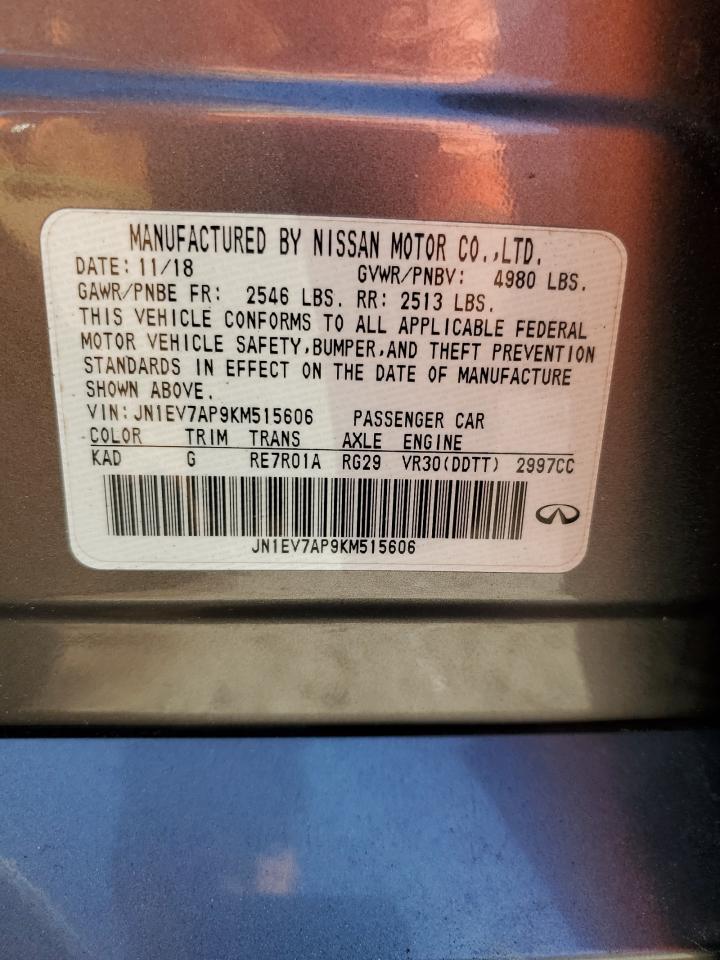 MANUFACTURED BY NISSAN MOTOR CO.,LTD.
DATE: 11/18 GVWR/PNBV: 4980 LBS.
GAWR/PNBE FR: 2546 LBS. RR: 2513 LBS.
THIS VEHICLE CONFORMS TO ALL APPLICABLE FEDERAL
MOTOR VEHICLE SAFETY,BUMPER,AND THEFT PREVENTION
STANDARDS IN EFFECT ON THE DATE OF MANUFACTURE
SHOWN ABOVE.
VIN: JN1EV7AP9KM515606 PASSENGER CAR
COLOR TRIM TRANS AXLE ENGINE
KAD G RE7R01A RG29 VR30(DDTT) 2997CC
JN1EV7AP9KM515606